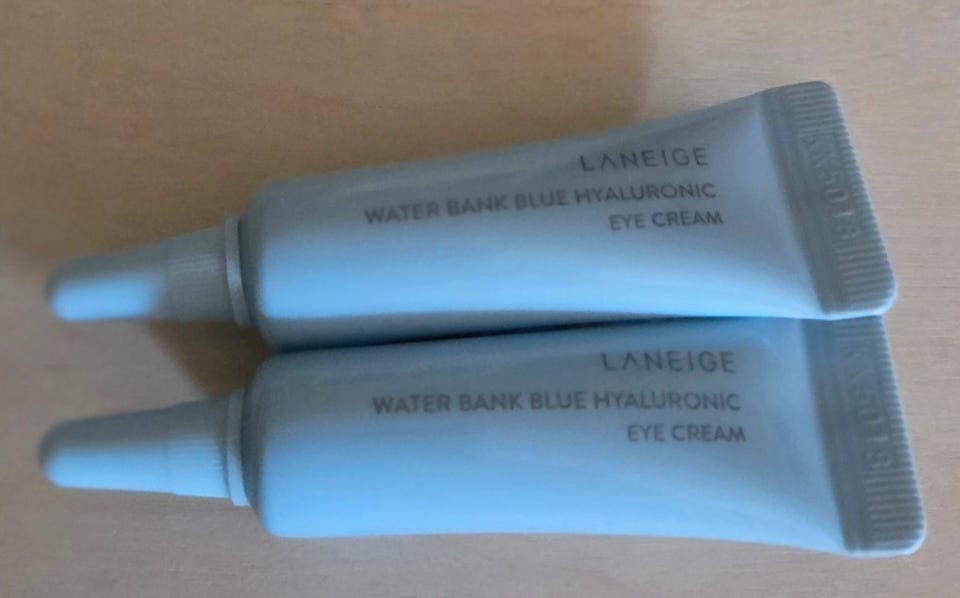 LANEIGE
WATER BANK BLUE HYALURONIC
EYE CREAM
LANEIGE
WATER BANK BLUE HYALURONIC
EYE CREAM